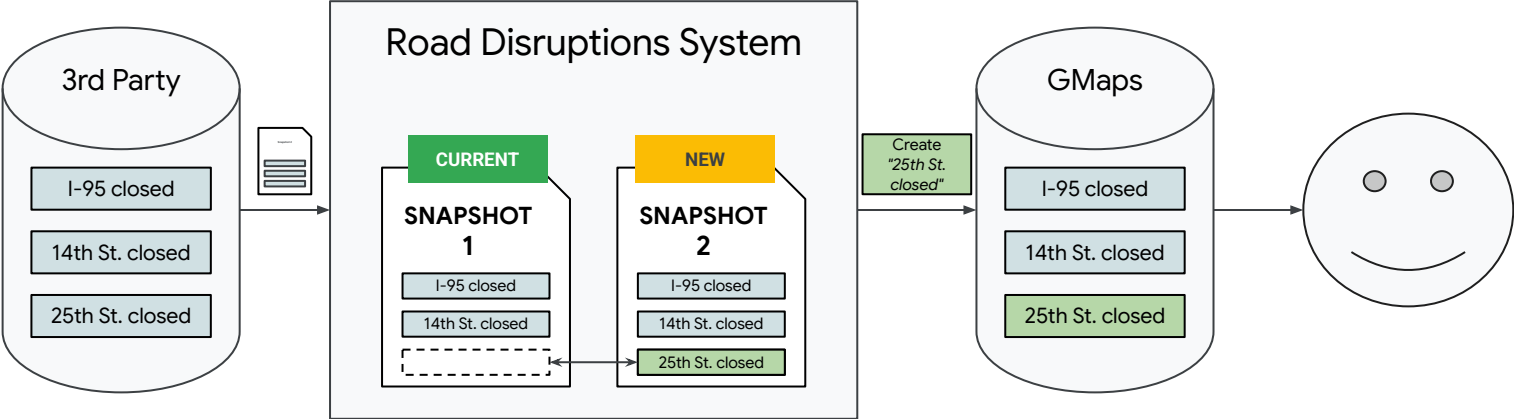 3rd Party
I-95 closed
14th St. closed
25th St. closed
Road Disruptions System
CURRENT
SNAPSHOT
1
I-95 closed
14th St. closed
NEW
SNAPSHOT
2
I-95 closed
14th St. closed
25th St. closed
Create
"25th St.
closed"
GMaps
I-95 closed
14th St. closed
25th St. closed